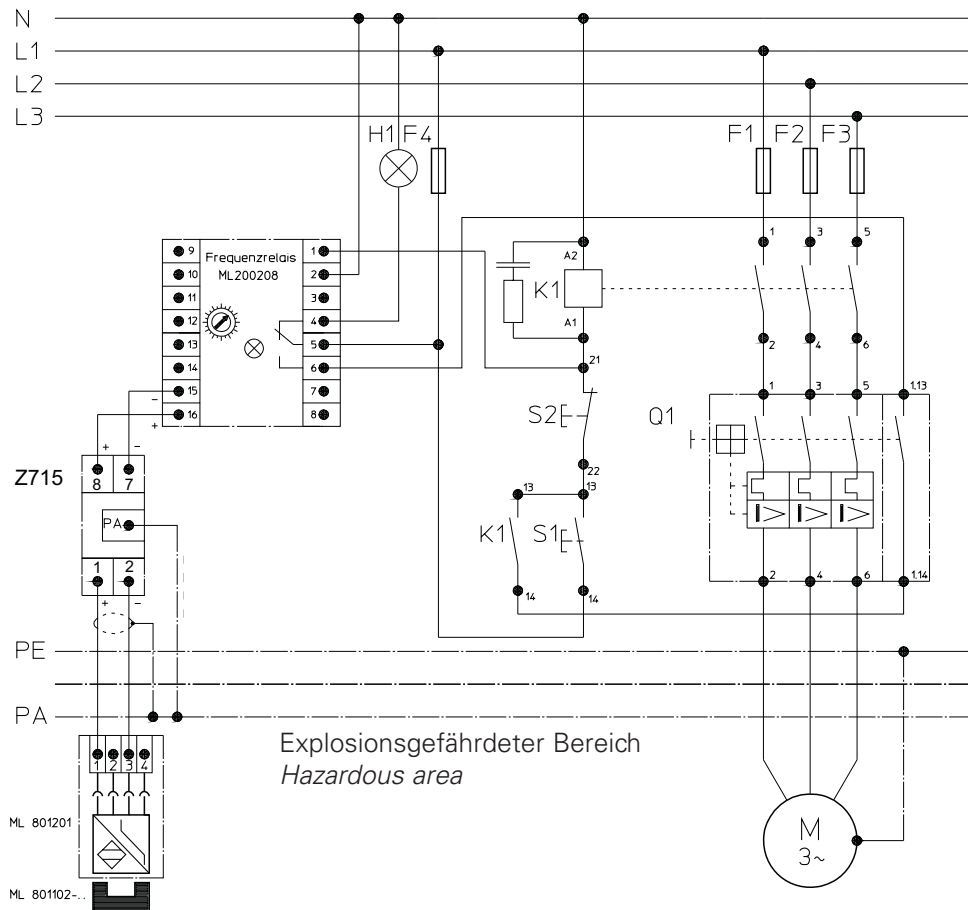 N
L1
L2
L3
H1 F4
F1 F2 F3
1 3 5
9 Frequenzrelais 1
10 ML200208 2
11 3
12 4
13 5
14 6
15 7
16 8
−
+
A2
K1
A1
21
2 4 6
1 3 5 1.13
S2
Q1
22
+ −
8 7
Z715
PA
1 2
+ −
13 13
K1 S1
14 14
2 4 6 1.14
PE
PA
Explosionsgefährdeter Bereich
Hazardous area
1 2 3 4
ML 801201
M
3~
ML 801102-..